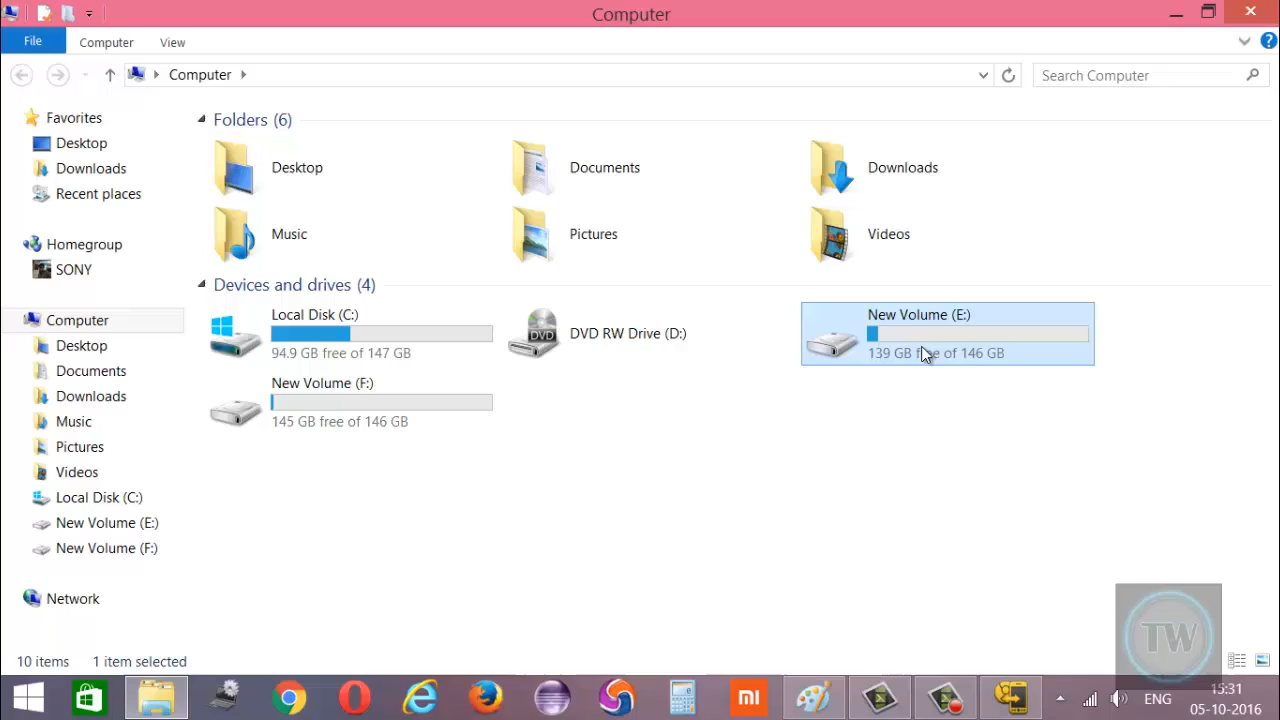 Computer
File
Computer
View
Computer
Search Computer
Favorites
Desktop
Downloads
Recent places
Homegroup
SONY
Computer
Desktop
Documents
Downloads
Music
Pictures
Videos
Local Disk (C:)
New Volume (E:)
New Volume (F:)
Network
Folders (6)
Desktop
Documents
Downloads
Music
Pictures
Videos
Devices and drives (4)
Local Disk (C:)
94.9 GB free of 147 GB
DVD
DVD RW Drive (D:)
New Volume (E:)
139 GB free of 146 GB
New Volume (F:)
145 GB free of 146 GB
TW
10 items
1 item selected
mi
ENG
15:31
05-10-2016